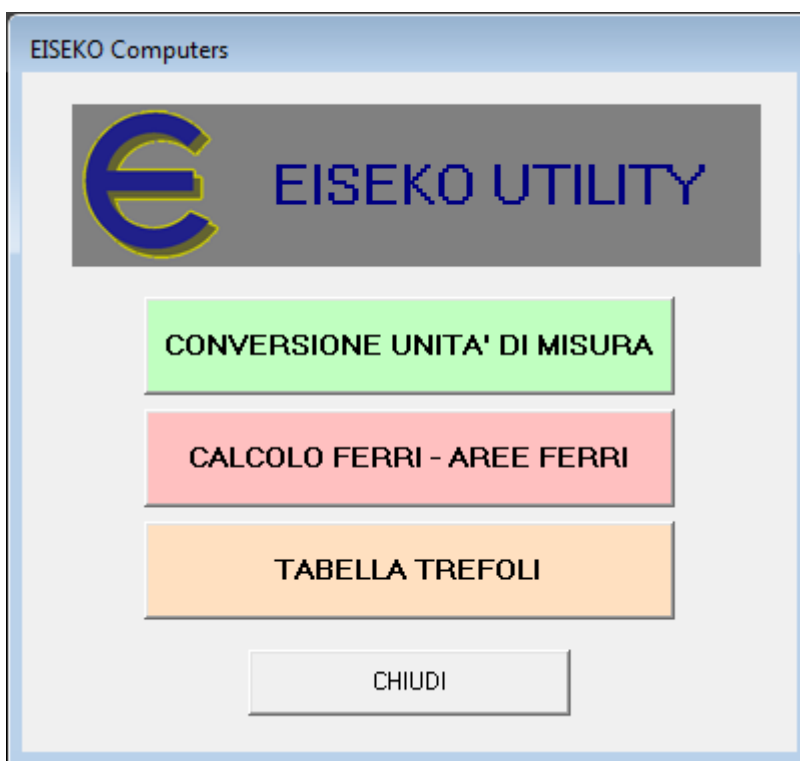 EISEKO Computers
EISEKO UTILITY
CONVERSIONE UNITA' DI MISURA
CALCOLO FERRI - AREE FERRI
TABELLA TREFOLI
CHIUDI